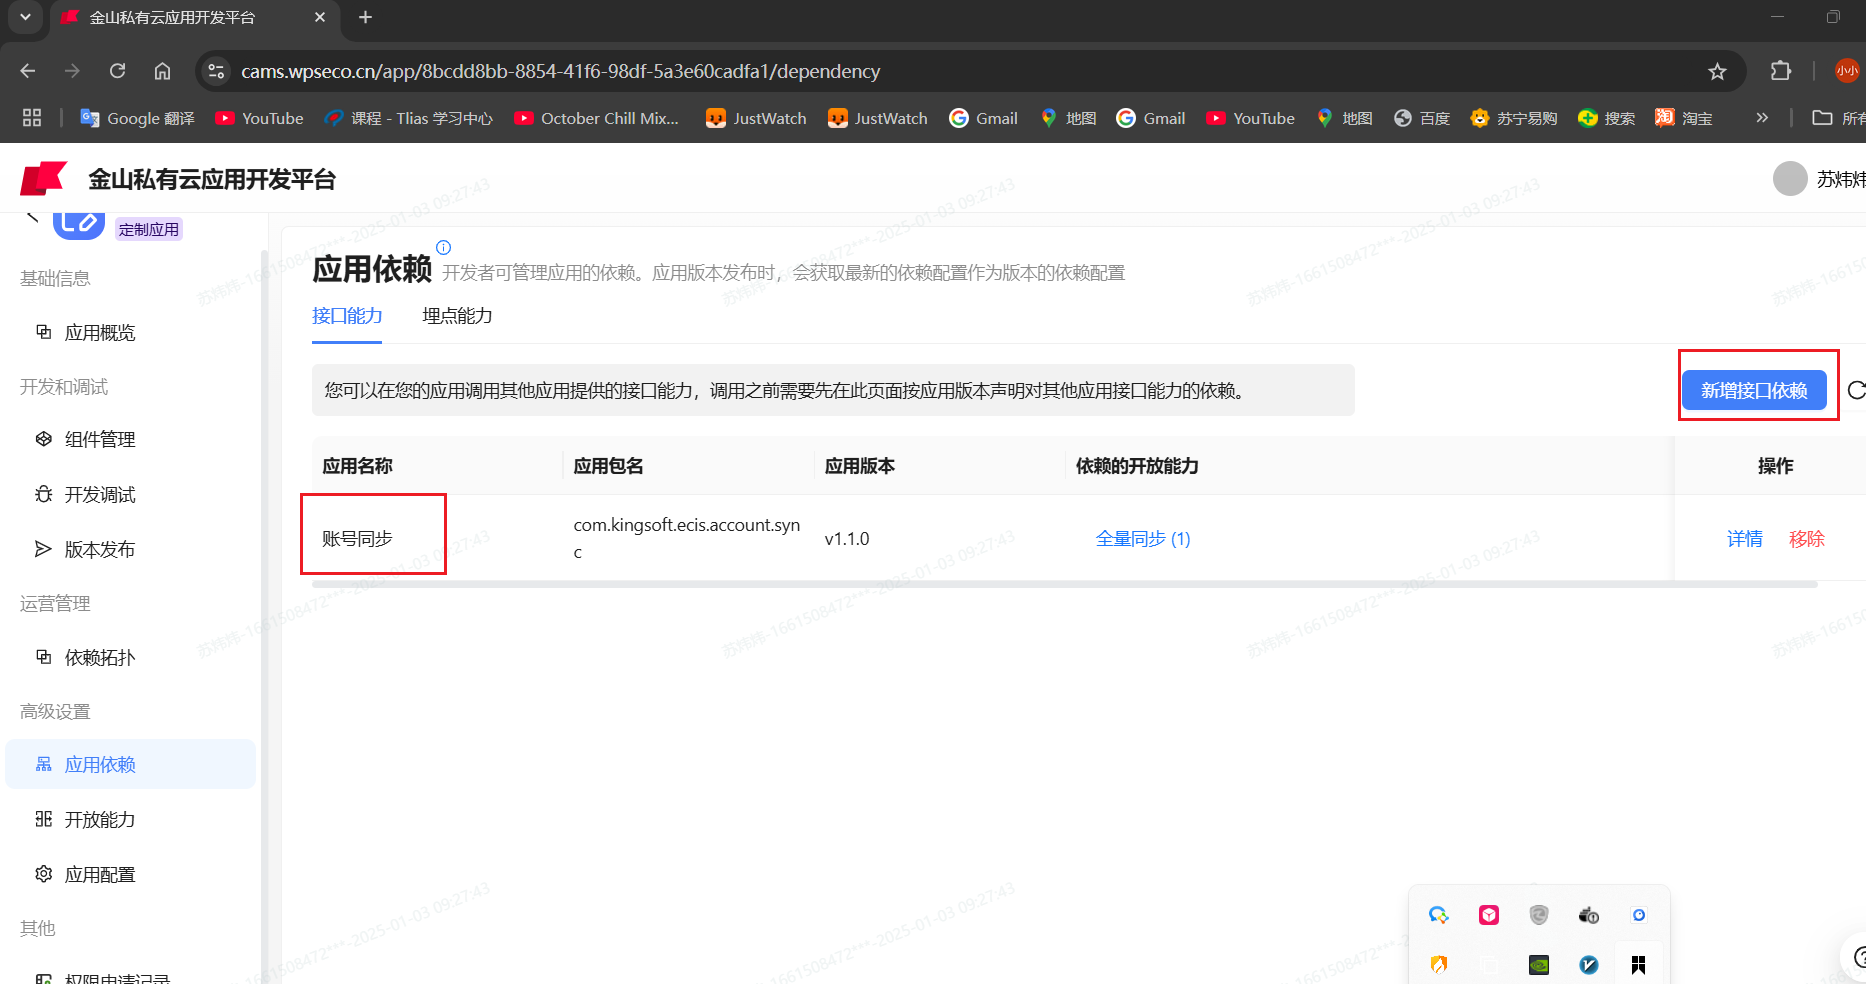 金山私有云应用开发平台
cams.wpseco.cn/app/8bcdd8bb-8854-41f6-98df-5a3e60cadfa1/dependency
小小
Google 翻译 YouTube 课程 - Tlias 学习中心 October Chill Mix... JustWatch JustWatch Gmail 地图 Gmail YouTube 地图 百度 苏宁易购 搜索 淘宝 » 所有
金山私有云应用开发平台
苏炜炜
定制应用
基础信息
应用概览
开发和调试
组件管理
开发调试
版本发布
运营管理
依赖拓扑
高级设置
应用依赖
开放能力
应用配置
其他
权限申请记录
应用依赖 开发者可管理应用的依赖。应用版本发布时，会获取最新的依赖配置作为版本的依赖配置
接口能力 埋点能力
您可以在您的应用调用其他应用提供的接口能力，调用之前需要先在此页面按应用版本声明对其他应用接口能力的依赖。
新增接口依赖
应用名称 应用包名 应用版本 依赖的开放能力 操作
账号同步 com.kingsoft.ecis.account.syn
c
v1.1.0 全量同步 (1) 详情 移除
苏炜炜-1661508472***-2025-01-03 09:27:43